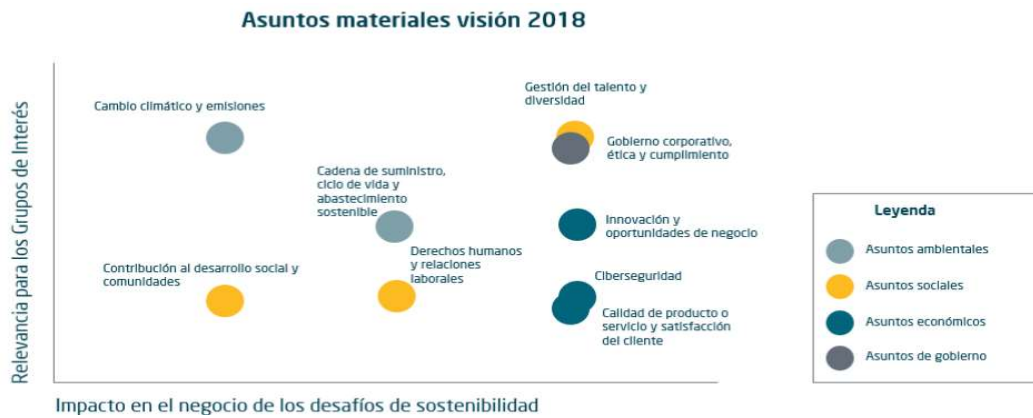 Asuntos materiales visión 2018
Relevancia para los Grupos de Interés
Cambio climático y emisiones
Gestión del talento y
diversidad
Gobierno corporativo,
ética y cumplimiento
Cadena de suministro,
ciclo de vida y
abastecimiento
sostenible
Innovación y
oportunidades de negocio
Derechos humanos
y relaciones
laborales
Contribución al desarrollo social y
comunidades
Ciberseguridad
Calidad de producto o
servicio y satisfacción
del cliente
Impacto en el negocio de los desafíos de sostenibilidad
Leyenda
Asuntos ambientales
Asuntos sociales
Asuntos económicos
Asuntos de gobierno